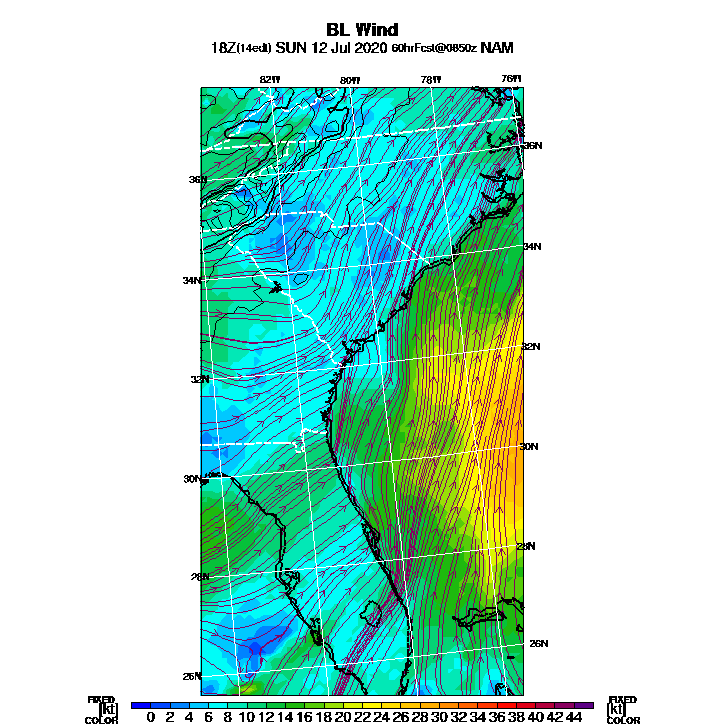 BL Wind
18Z(14edt) SUN 12 Jul 2020 60hrFcst@0850z NAM
82W 80W 78W 76W
36N
36N
34N
34N
32N
32N
30N
30N
28N
28N
26N
26N
FIXED FIXED
[kt] 0 2 4 6 8 10 12 14 16 18 20 22 24 26 28 30 32 34 36 38 40 42 44 [kt]
COLOR COLOR